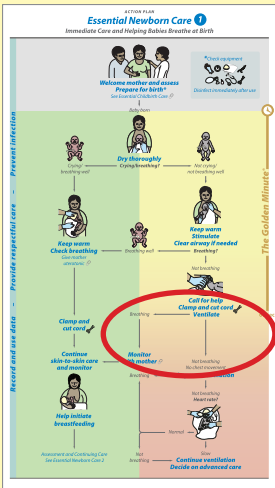 ACTION PLAN
Essential Newborn Care 1
Immediate Care and Helping Babies Breathe at Birth
Welcome mother and assess
Prepare for birth*
See Essential Childbirth Care
*Check equipment
Disinfect immediately after use
Baby born
Dry thoroughly
Crying/breathing?
Crying/
breathing well
Not crying/
not breathing well
Keep warm
Check breathing
Give mother
uterotonic
Breathing well
Keep warm
Stimulate
Clear airway if needed
Breathing?
Not breathing
Call for help
Clamp and cut cord
Ventilate
Breathing
Clamp and
cut cord
Continue
skin-to-skin care
and monitor
Monitor
with mother
Not breathing
No chest movement
Breathing
Not breathing
Heart rate?
Help initiate
breastfeeding
Normal
Slow
Assessment and Continuing Care
See Essential Newborn Care 2
Not
breathing
Continue ventilation
Decide on advanced care
Prevent infection
Provide respectful care
Record and use data
The Golden Minute®